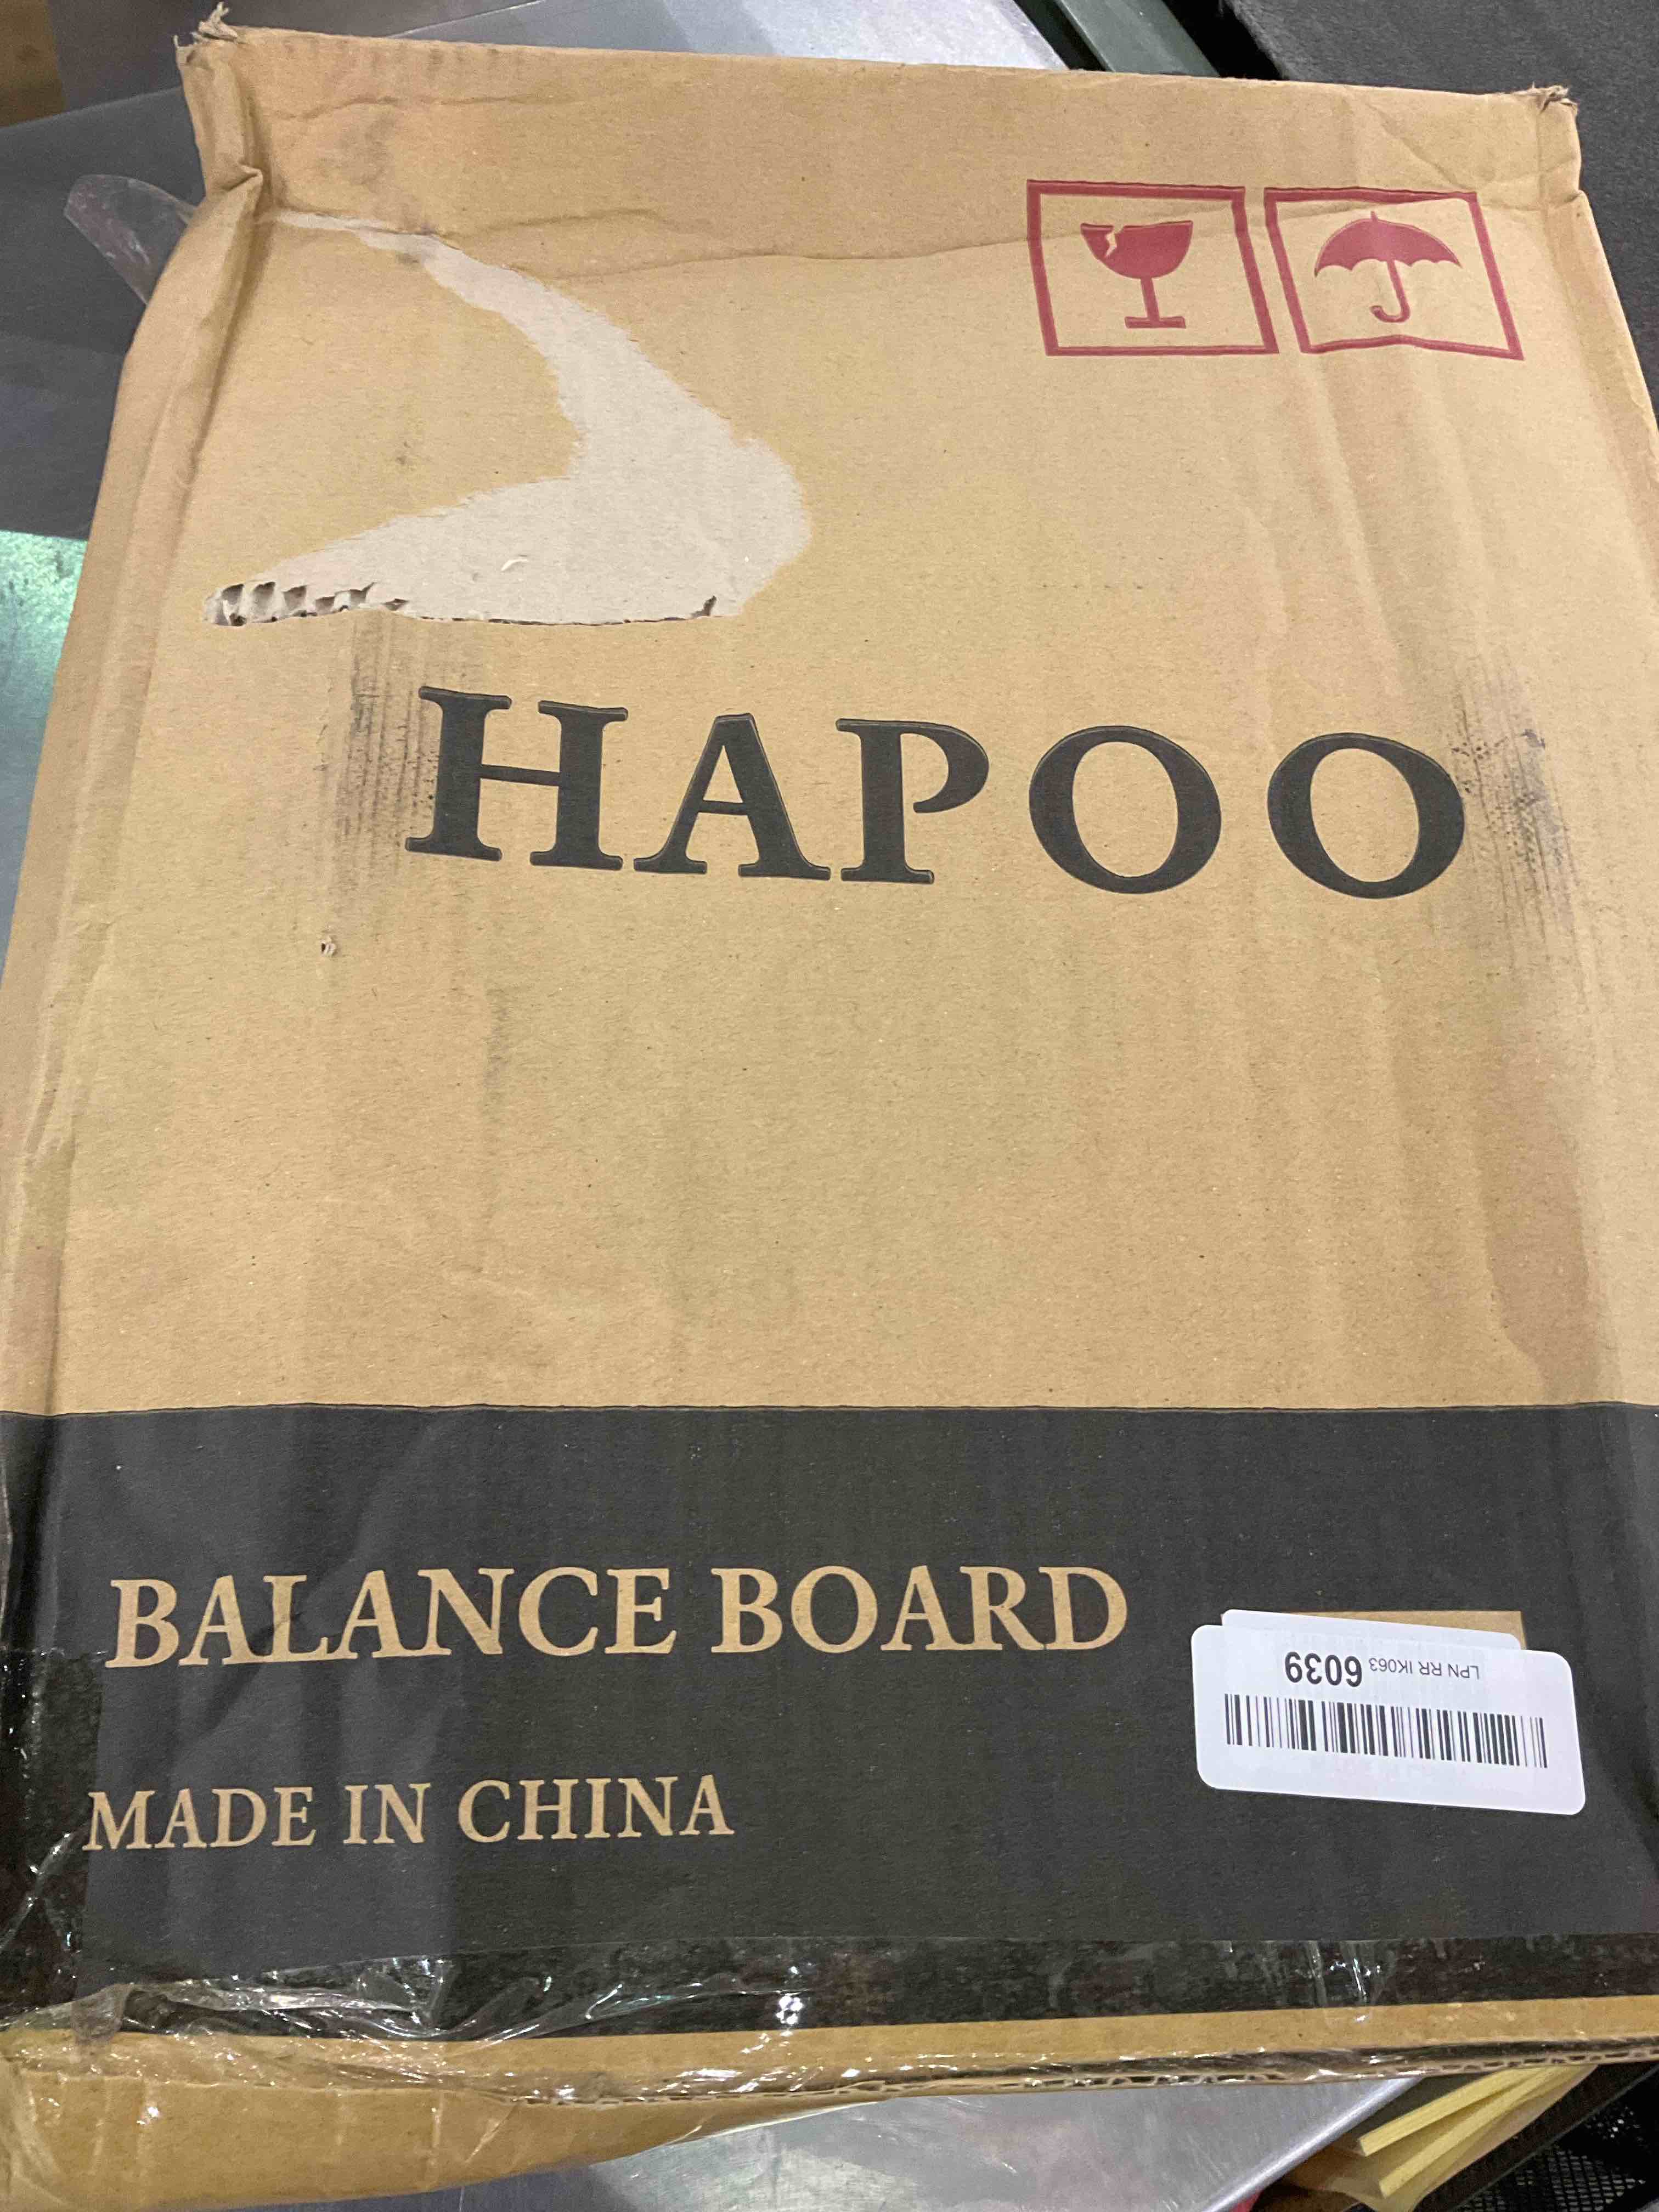 HAPOO
BALANCE BOARD
LPN RR IK063 6039
MADE IN CHINA